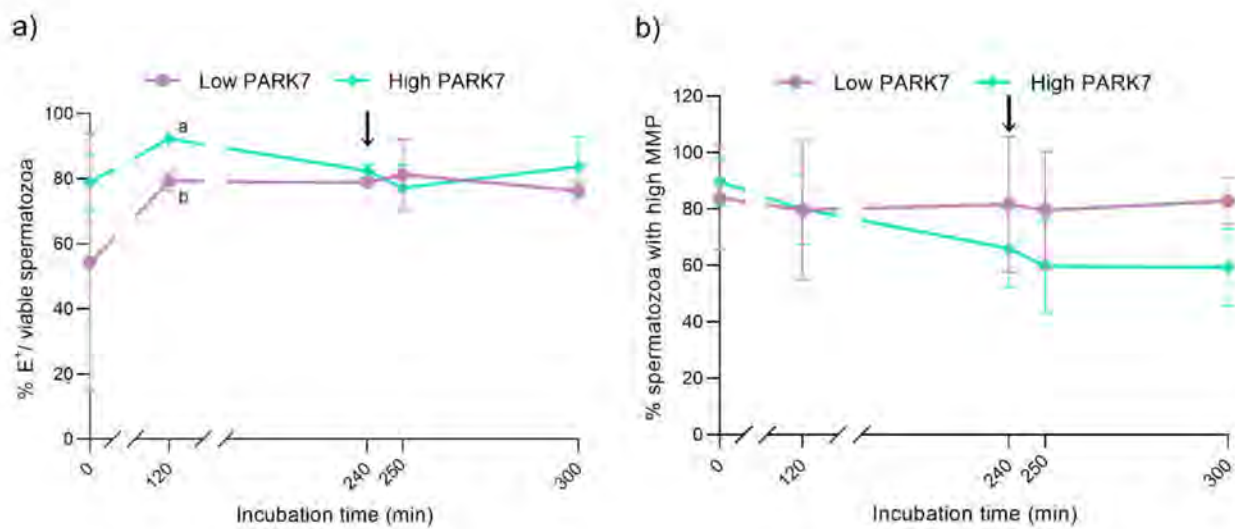 a)
Low PARK7 High PARK7
100
80
60
40
20
0
a
b
% E⁺/ viable spermatozoa
0 120 240 250 300
Incubation time (min)
b)
Low PARK7 High PARK7
120
100
80
60
40
20
0
% spermatozoa with high MMP
0 120 240 250 300
Incubation time (min)